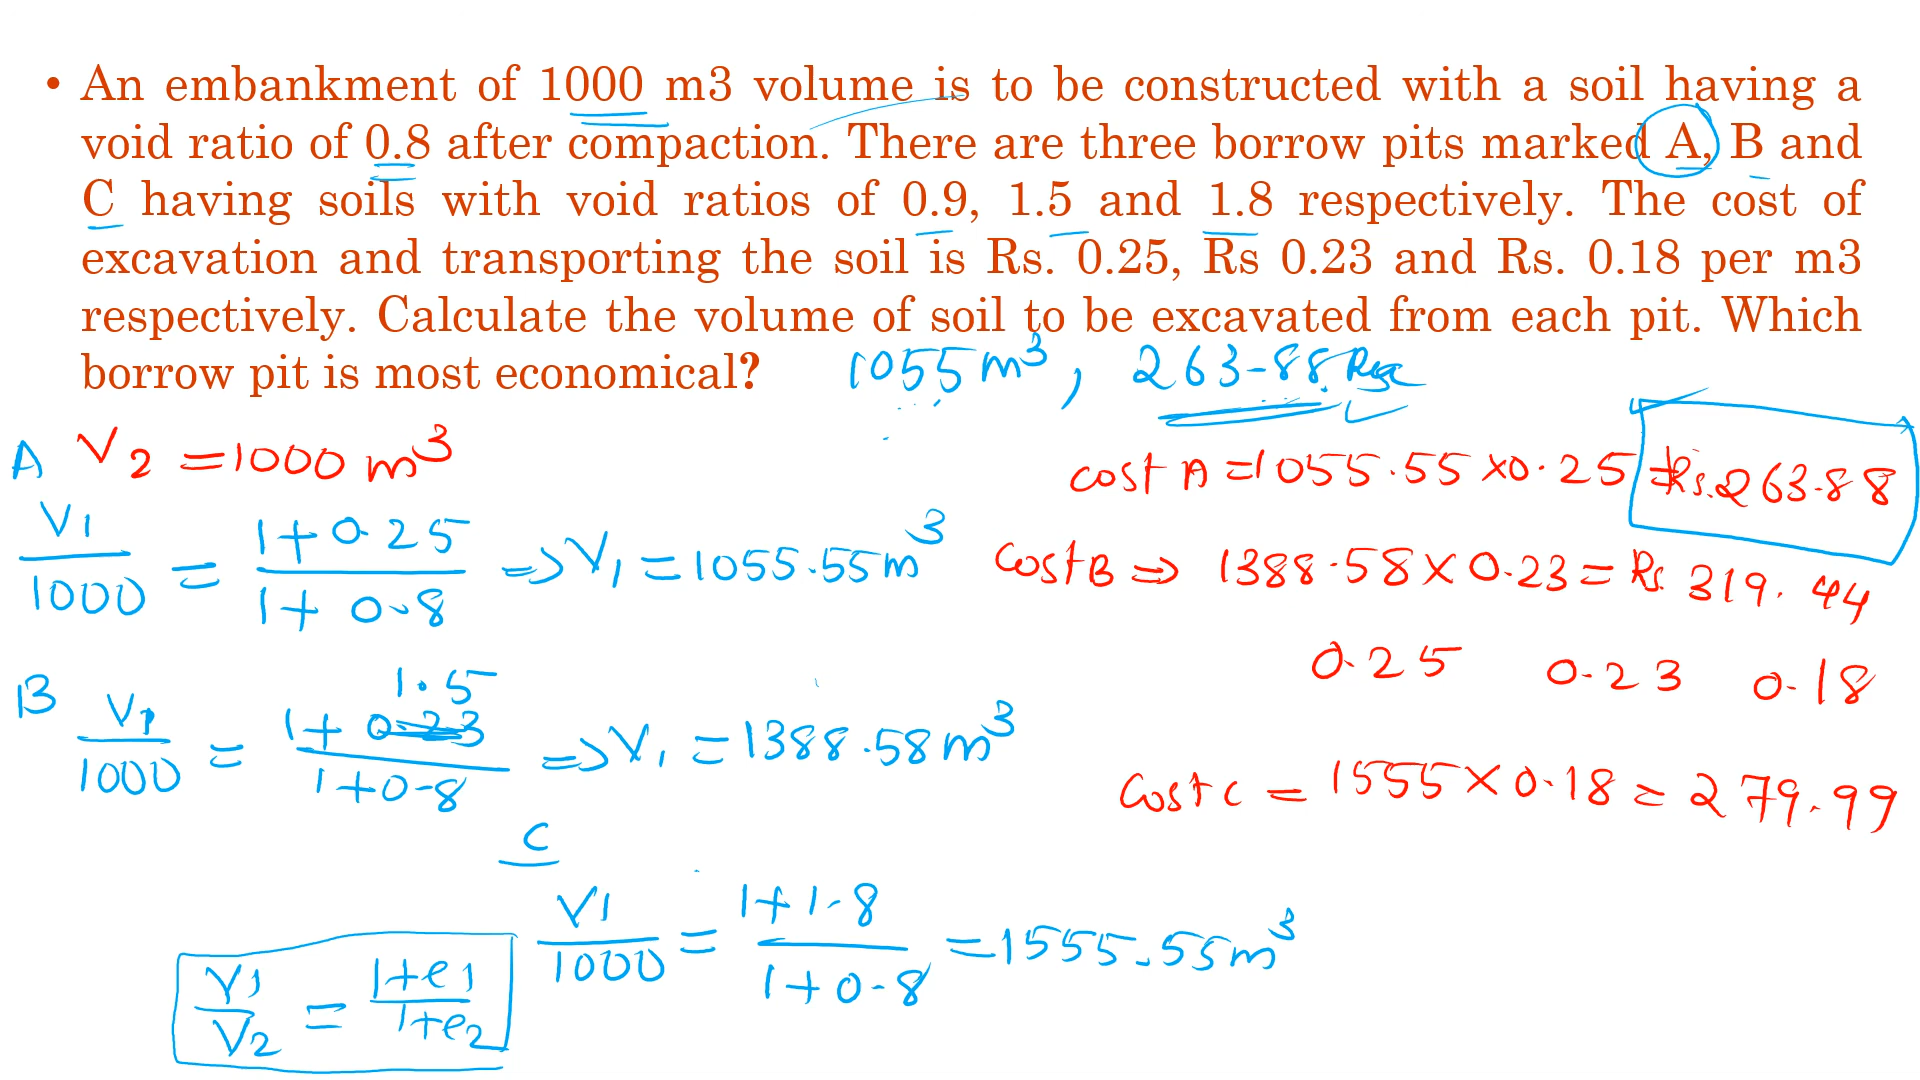 • An embankment of 1000 m3 volume is to be constructed with a soil having a
void ratio of 0.8 after compaction. There are three borrow pits marked A, B and
C having soils with void ratios of 0.9, 1.5 and 1.8 respectively. The cost of
excavation and transporting the soil is Rs. 0.25, Rs 0.23 and Rs. 0.18 per m3
respectively. Calculate the volume of soil to be excavated from each pit. Which
borrow pit is most economical?
1055 m³, 263-88
A V2 = 1000 m³
V1/1000 = 1+0.25/1+0.8 => V1 = 1055.55 m³
B V1/1000 = 1+ 0.23 1.5/1+0.8 => V1 = 1388.58 m³
C
V1/1000 = 1+1.8/1+0.8 = 1555.55 m³
V1/V2 = 1+e1/1+e2
cost A = 1055.55 x 0.25 = Rs. 263.88
Cost B => 1388.58 X 0.23 = Rs. 319.44
0.25 0.23 0.18
Cost C = 1555 X 0.18 = 279.99